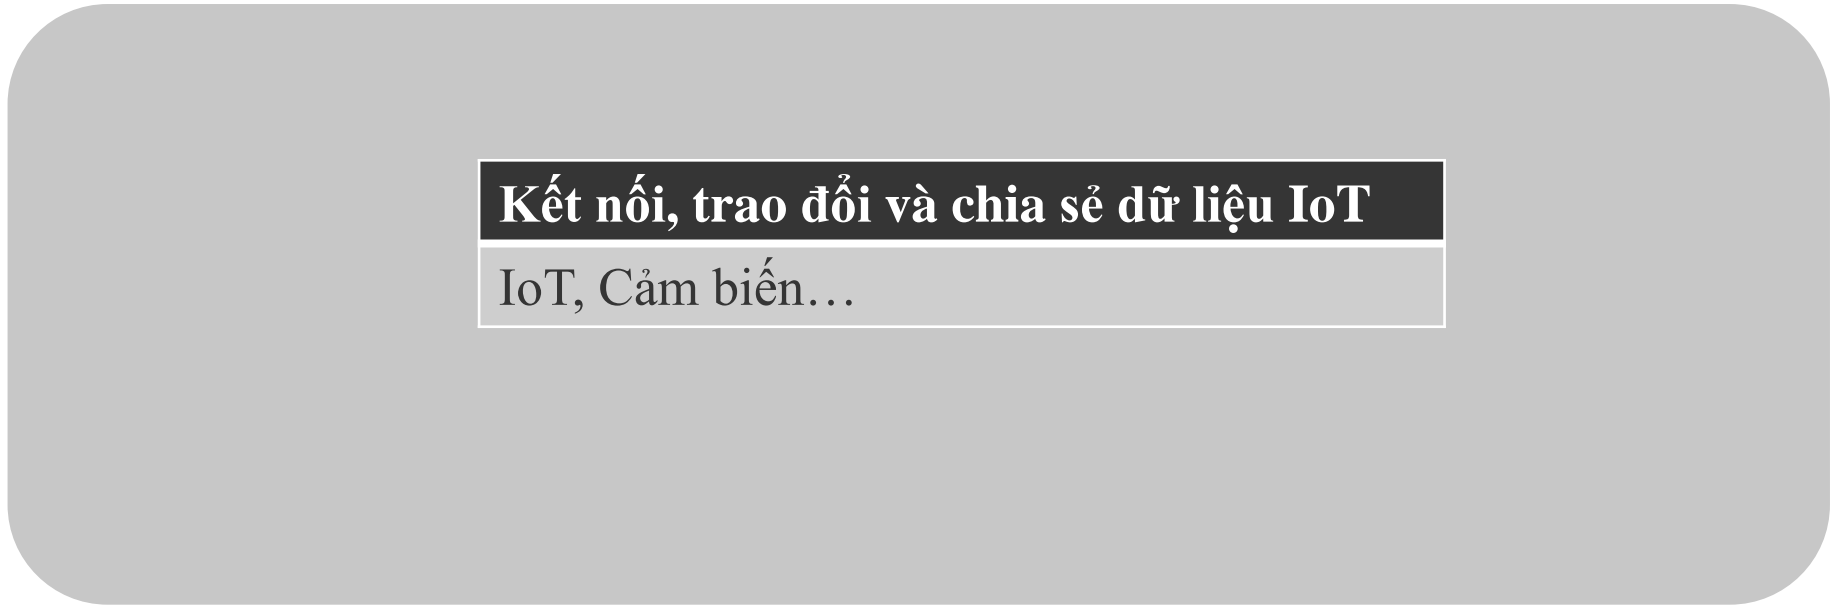 Kết nối, trao đổi và chia sẻ dữ liệu IoT
IoT, Cảm biến…